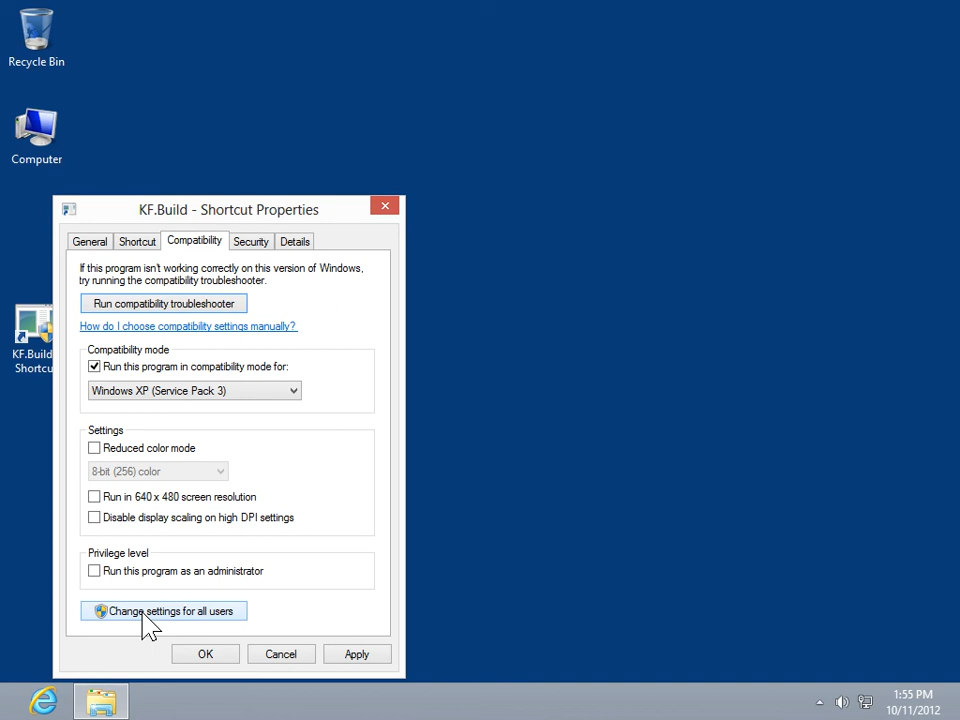 Recycle Bin
Computer
KF.Build
Shortcu
KF.Build - Shortcut Properties
General
Shortcut
Compatibility
Security
Details
If this program isn't working correctly on this version of Windows,
try running the compatibility troubleshooter.
Run compatibility troubleshooter
How do I choose compatibility settings manually?
Compatibility mode
Run this program in compatibility mode for:
Windows XP (Service Pack 3)
Settings
Reduced color mode
8-bit (256) color
Run in 640 x 480 screen resolution
Disable display scaling on high DPI settings
Privilege level
Run this program as an administrator
Change settings for all users
OK
Cancel
Apply
1:55 PM
10/11/2012